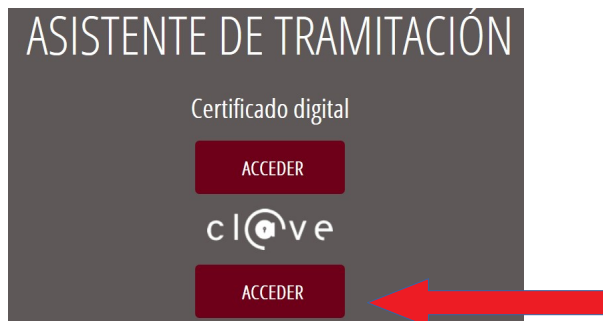 ASISTENTE DE TRAMITACIÓN
Certificado digital
ACCEDER
cl@ve
ACCEDER